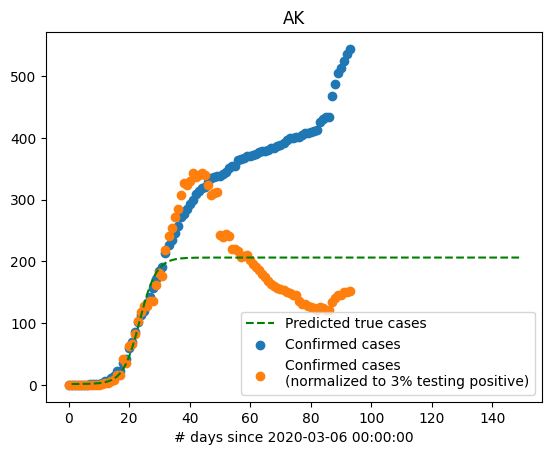 AK
500
400
300
200
100
0
Predicted true cases
Confirmed cases
Confirmed cases
(normalized to 3% testing positive)
0 20 40 60 80 100 120 140
# days since 2020-03-06 00:00:00